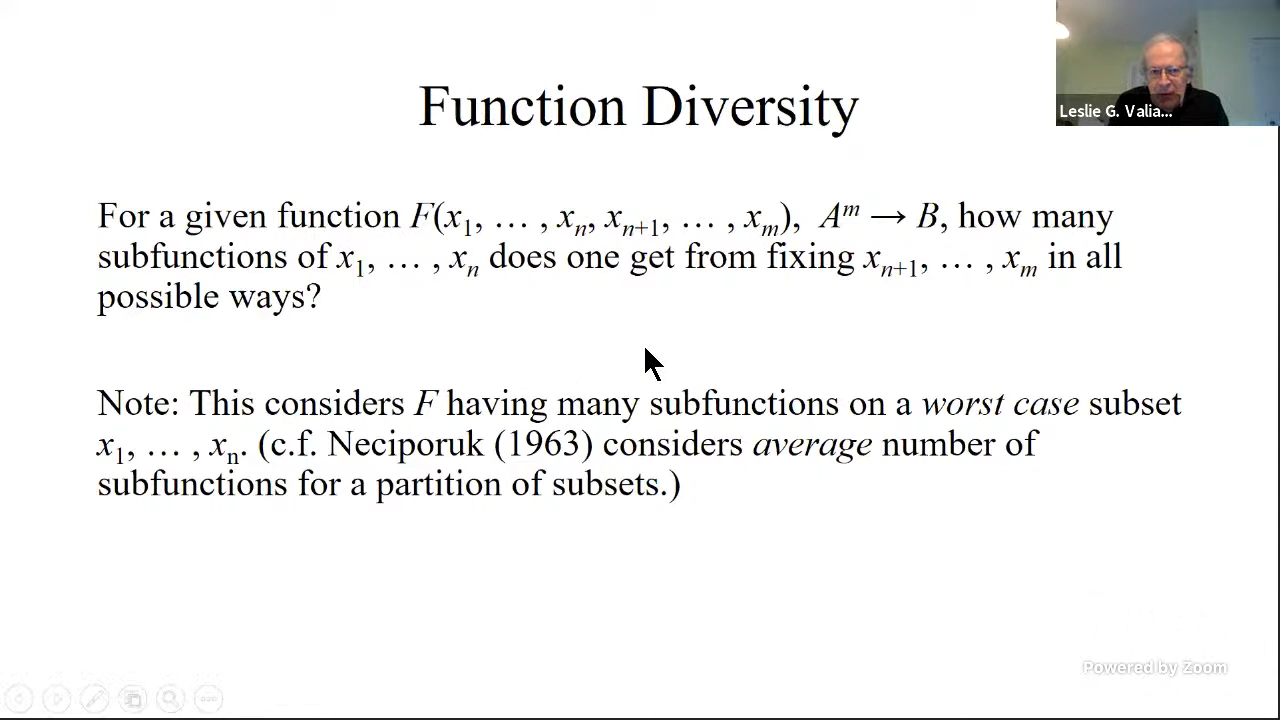 Function Diversity
Leslie G. Valia...
For a given function F(x₁, … , xₙ, xₙ₊₁, … , xₘ), Aᵐ → B, how many
subfunctions of x₁, … , xₙ does one get from fixing xₙ₊₁, … , xₘ in all
possible ways?
Note: This considers F having many subfunctions on a worst case subset
x₁, … , xₙ. (c.f. Neciporuk (1963) considers average number of
subfunctions for a partition of subsets.)
Powered by Zoom